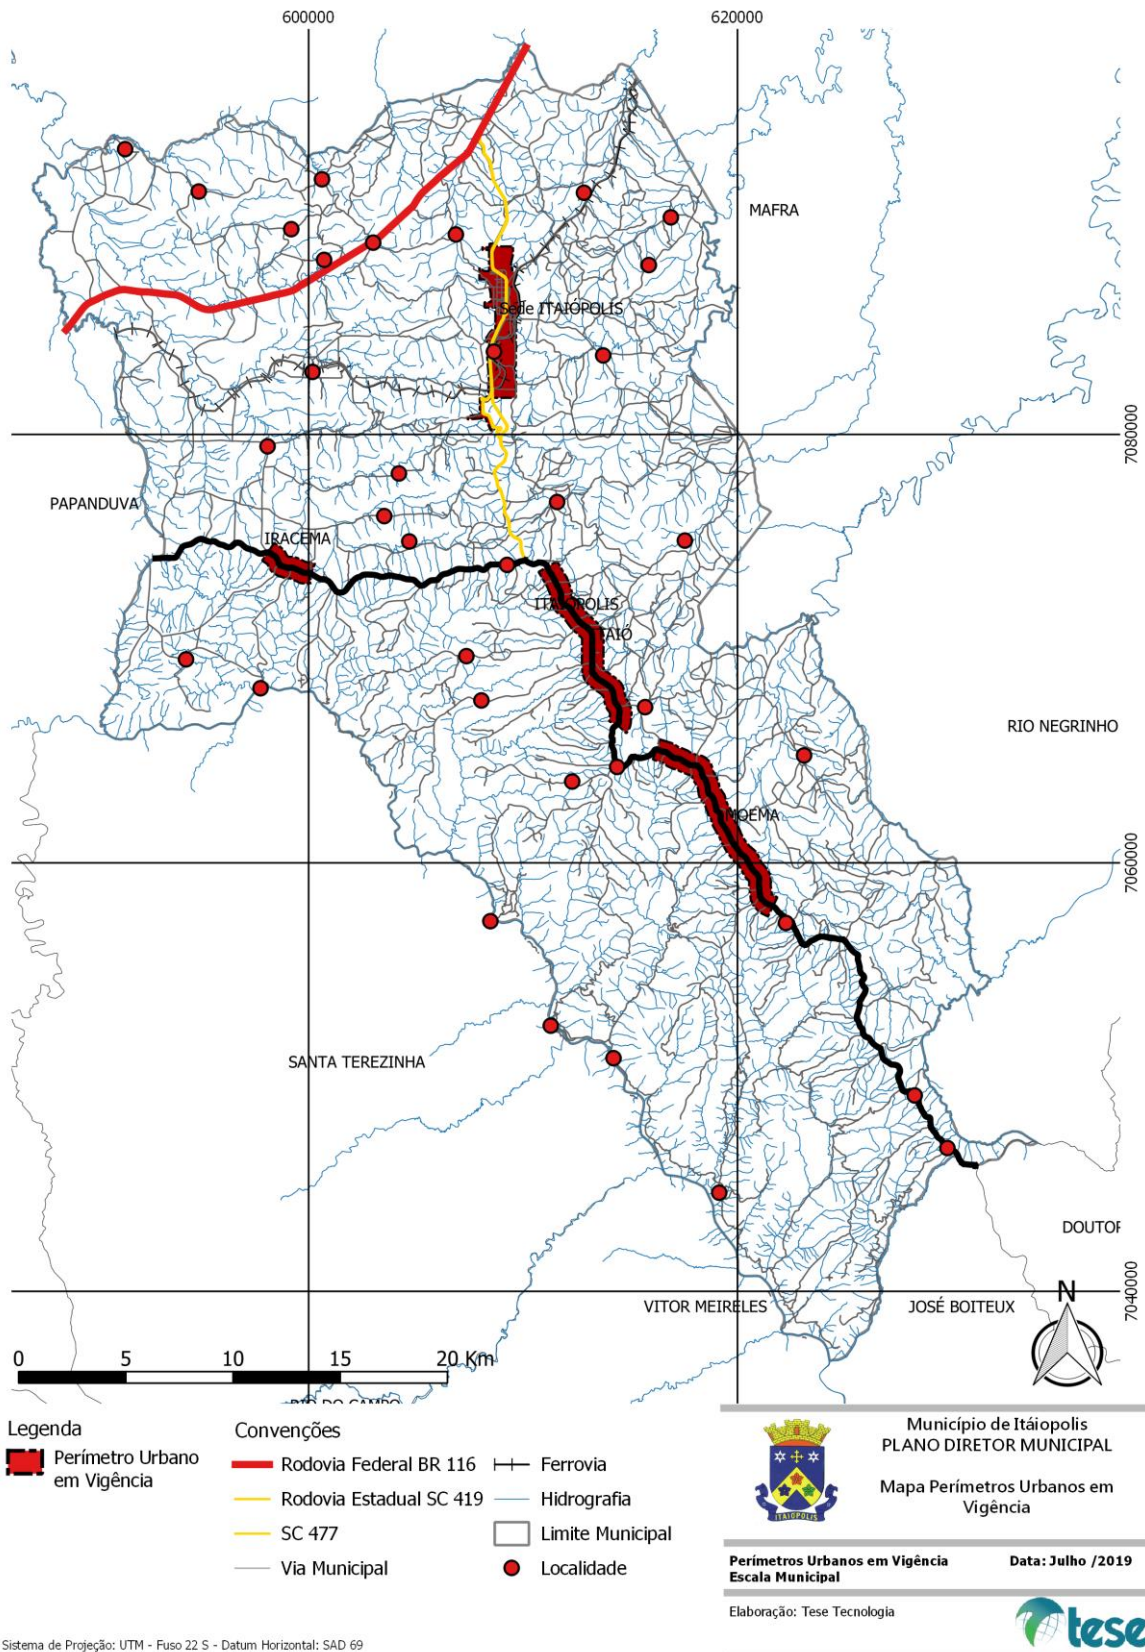 600000
620000
MAFRA
Sede ITAIÓPOLIS
7080000
PAPANDUVA
IRACEMA
ITAIÓPOLIS
ITAIÓ
RIO NEGRINHO
MOEMA
7060000
SANTA TEREZINHA
DOUTOR
7040000
VITOR MEIRELES
JOSÉ BOITEUX
N
0 5 10 15 20 Km
RIO DO CAMPO
Legenda
Perímetro Urbano
em Vigência
Convenções
Rodovia Federal BR 116
Rodovia Estadual SC 419
SC 477
Via Municipal
Ferrovia
Hidrografia
Limite Municipal
Localidade
ITAIOPOLIS
Município de Itáiopolis
PLANO DIRETOR MUNICIPAL
Mapa Perímetros Urbanos em
Vigência
Perímetros Urbanos em Vigência
Escala Municipal
Data: Julho /2019
Elaboração: Tese Tecnologia
tese
Sistema de Projeção: UTM - Fuso 22 S - Datum Horizontal: SAD 69